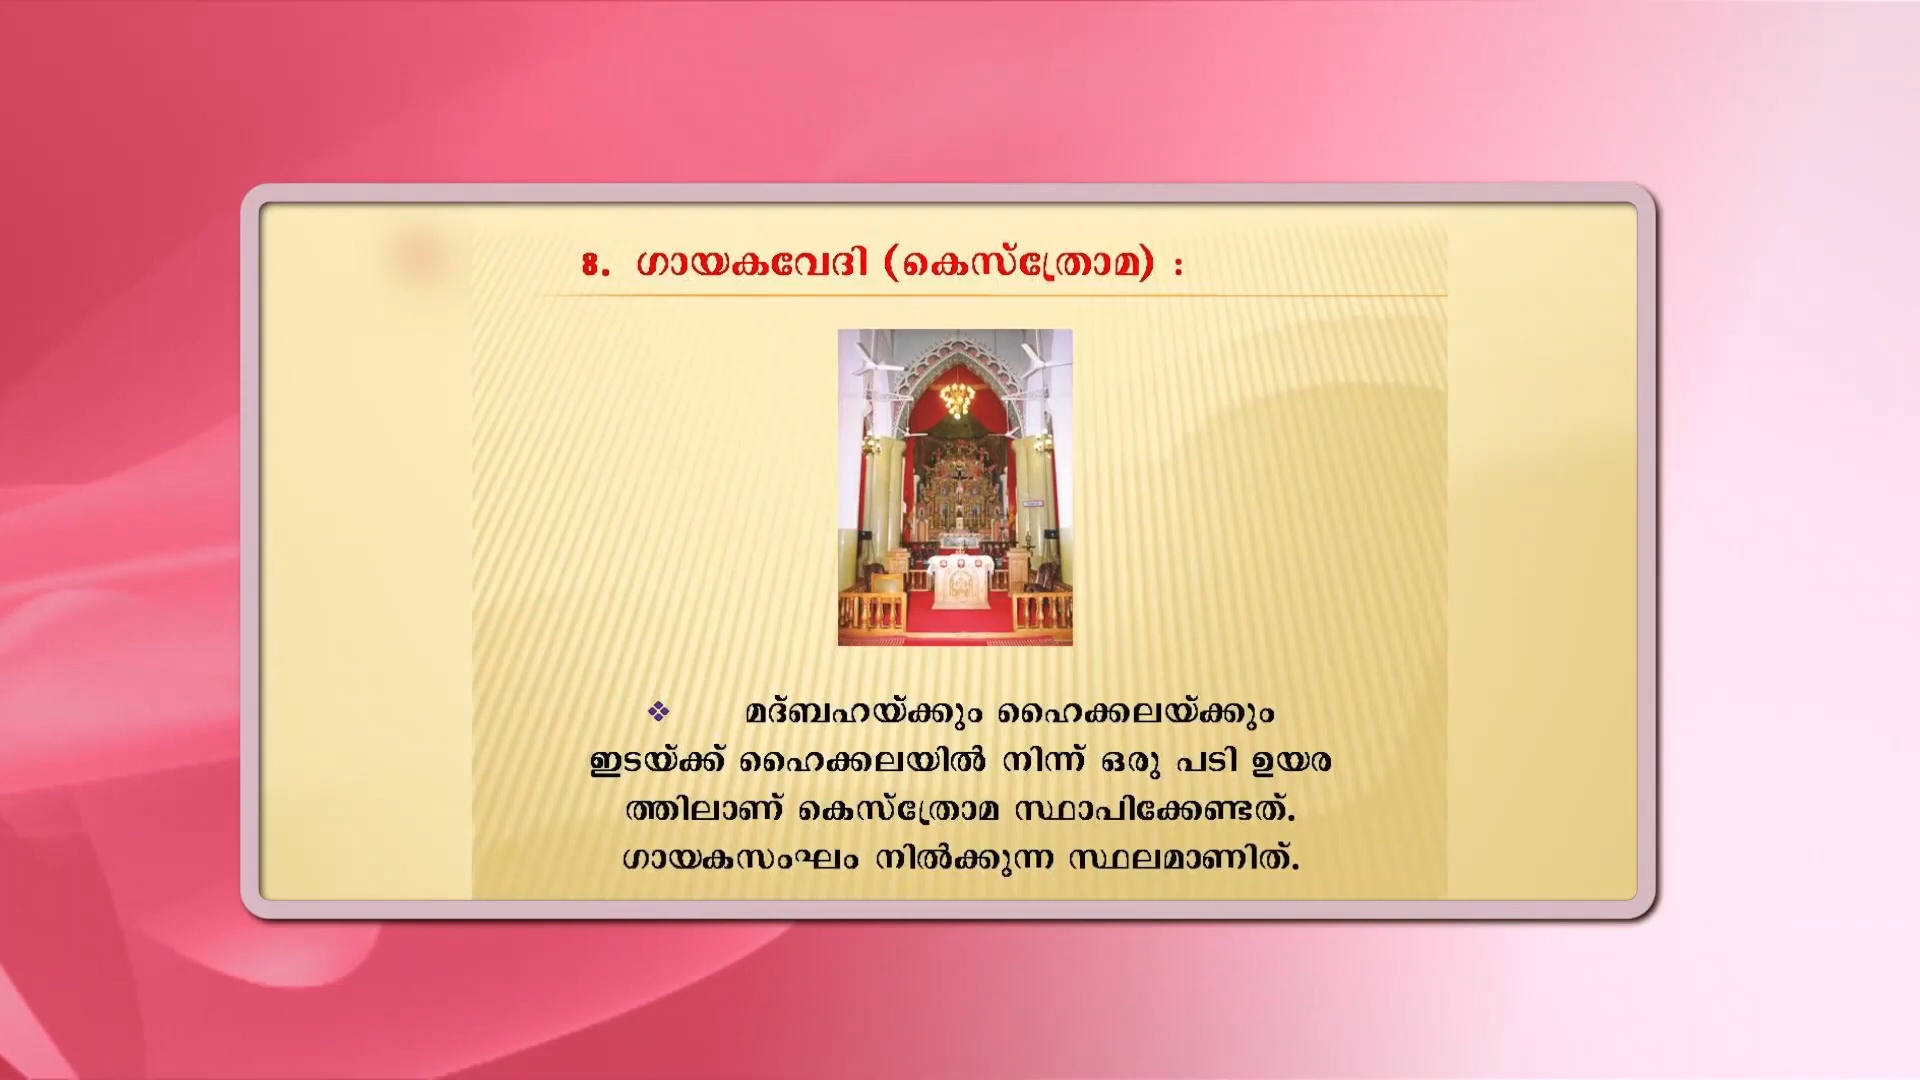 8. ഗായകവേദി (കെസ്ത്രോമ) :
❖ മദ്ബഹയ്ക്കും ഹൈക്കലയ്ക്കും
ഇടയ്ക്ക് ഹൈക്കലയിൽ നിന്ന് ഒരു പടി ഉയര
ത്തിലാണ് കെസ്ത്രോമ സ്ഥാപിക്കേണ്ടത്.
ഗായകസംഘം നിൽക്കുന്ന സ്ഥലമാണിത്.